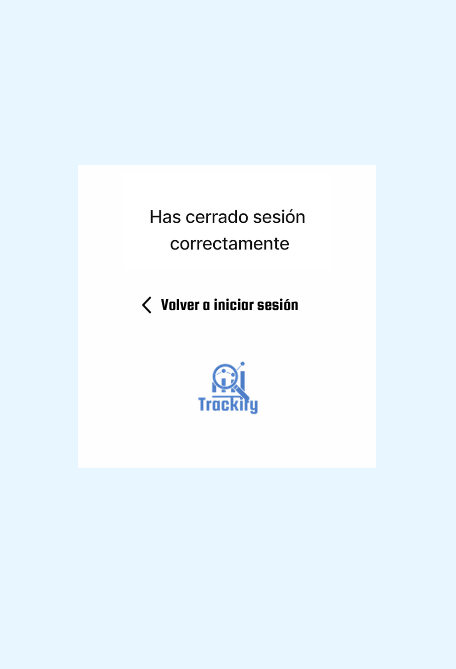 Has cerrado sesión
correctamente
Volver a iniciar sesión
Trackify